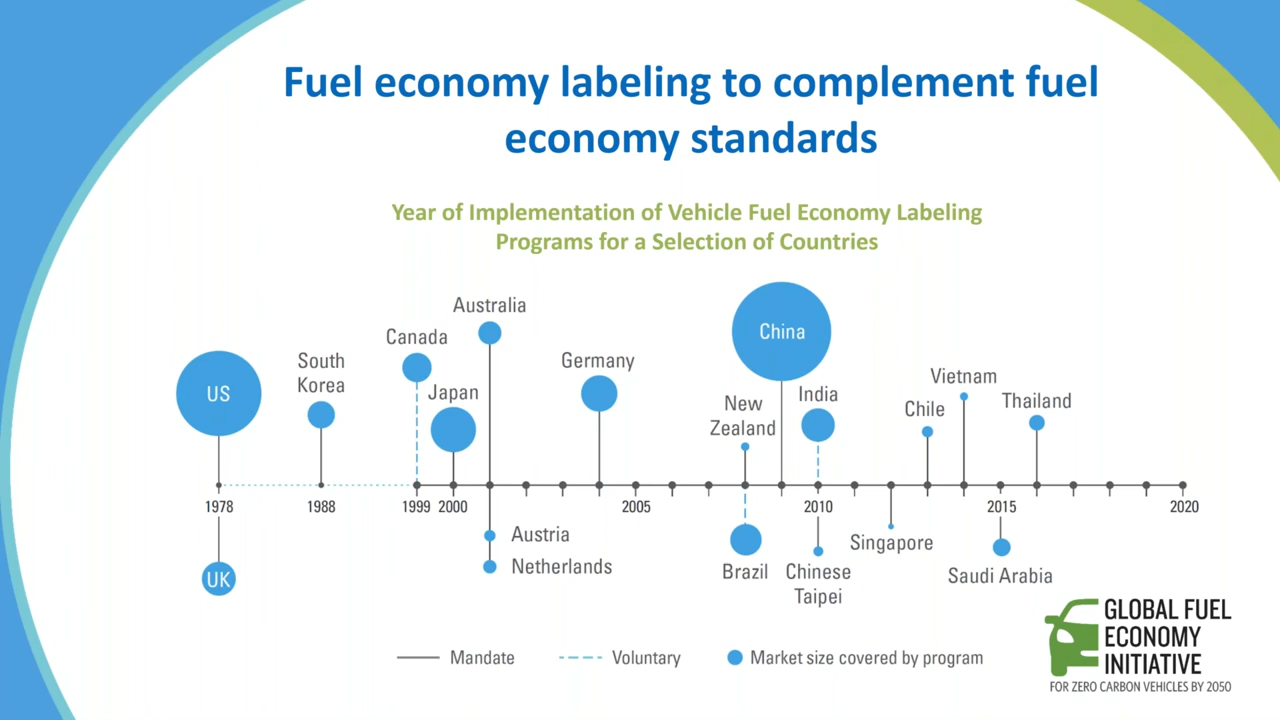 Fuel economy labeling to complement fuel
economy standards
Year of Implementation of Vehicle Fuel Economy Labeling
Programs for a Selection of Countries
US
South
Korea
Canada
Japan
Australia
Germany
New
Zealand
China
India
Chile
Vietnam
Thailand
1978
1988
1999
2000
2005
2010
2015
2020
UK
Austria
Netherlands
Brazil
Chinese
Taipei
Singapore
Saudi Arabia
Mandate
Voluntary
Market size covered by program
GLOBAL FUEL
ECONOMY
INITIATIVE
FOR ZERO CARBON VEHICLES BY 2050